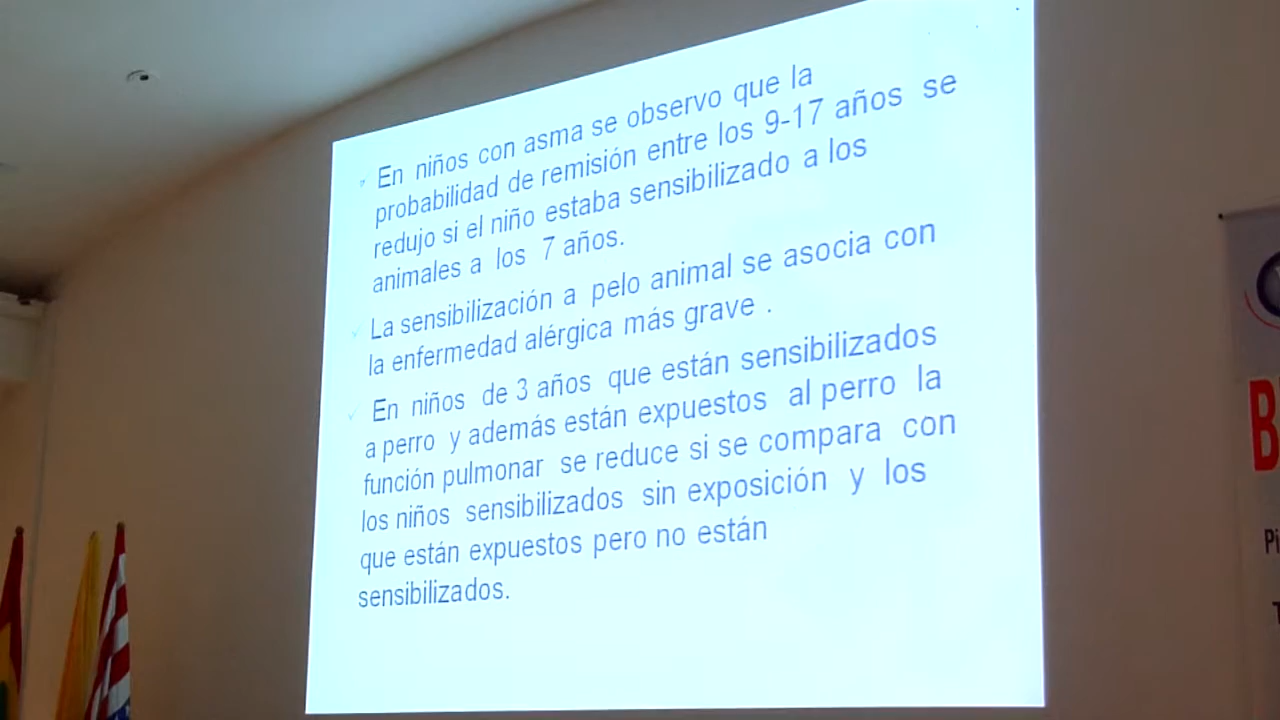 En niños con asma se observo que la
probabilidad de remisión entre los 9-17 años se
redujo si el niño estaba sensibilizado a los
animales a los 7 años.
La sensibilización a pelo animal se asocia con
la enfermedad alérgica más grave .
En niños de 3 años que están sensibilizados
a perro y además están expuestos al perro la
función pulmonar se reduce si se compara con
los niños sensibilizados sin exposición y los
que están expuestos pero no están
sensibilizados.
B
Pi